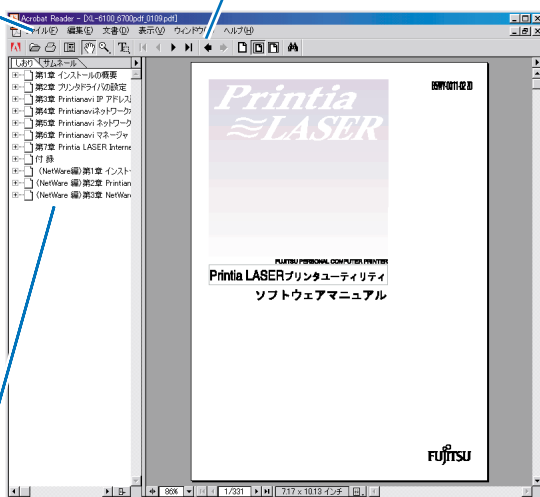 Acrobat Reader - [XL-6100_6700pdf_0109.pdf]
イル(F) 編集(E) 文書(D) 表示(V) ウィンドウ ヘルプ(H)
しおり サムネール
第1章 インストールの概要
第2章 プリンタドライバの設定
第3章 Printianavi IP アドレス
第4章 Printianaviネットワーク
第5章 Printianavi ネットワーク
第6章 Printianavi マネージャ
第7章 Printia LASER Interne
付 録
(NetWare編)第1章 インスト
(NetWare 編)第2章 Printian
(NetWare 編)第3章 NetWar
Printia
LASER
FUJITSU PERSONAL COMPUTER PRINTER
Printia LASERプリンタユーティリティ
ソフトウェアマニュアル
FUJITSU
86% 1/331 7.17 x 10.13 インチ